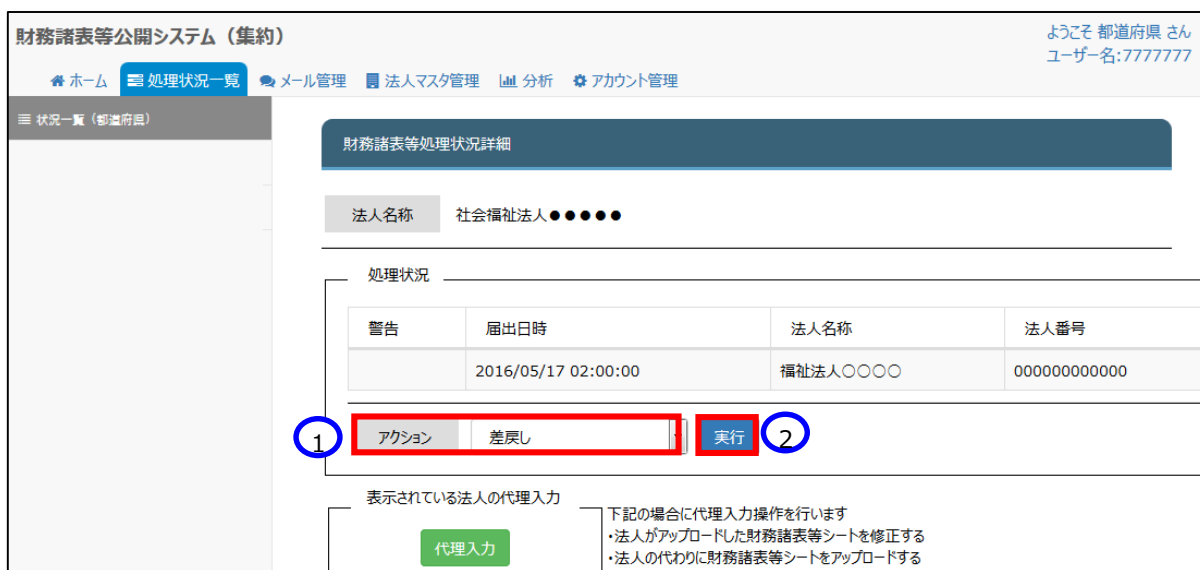 財務諸表等公開システム（集約）
ようこそ 都道府県 さん
ユーザー名:7777777
ホーム 処理状況一覧 メール管理 法人マスタ管理 分析 アカウント管理
状況一覧（都道府県）
財務諸表等処理状況詳細
法人名称 社会福祉法人●●●●●
処理状況
警告 届出日時 法人名称 法人番号
2016/05/17 02:00:00 福祉法人○○○○ 000000000000
1 アクション 差戻し 実行 2
表示されている法人の代理入力
下記の場合に代理入力操作を行います
・法人がアップロードした財務諸表等シートを修正する
代理入力
・法人の代わりに財務諸表等シートをアップロードする